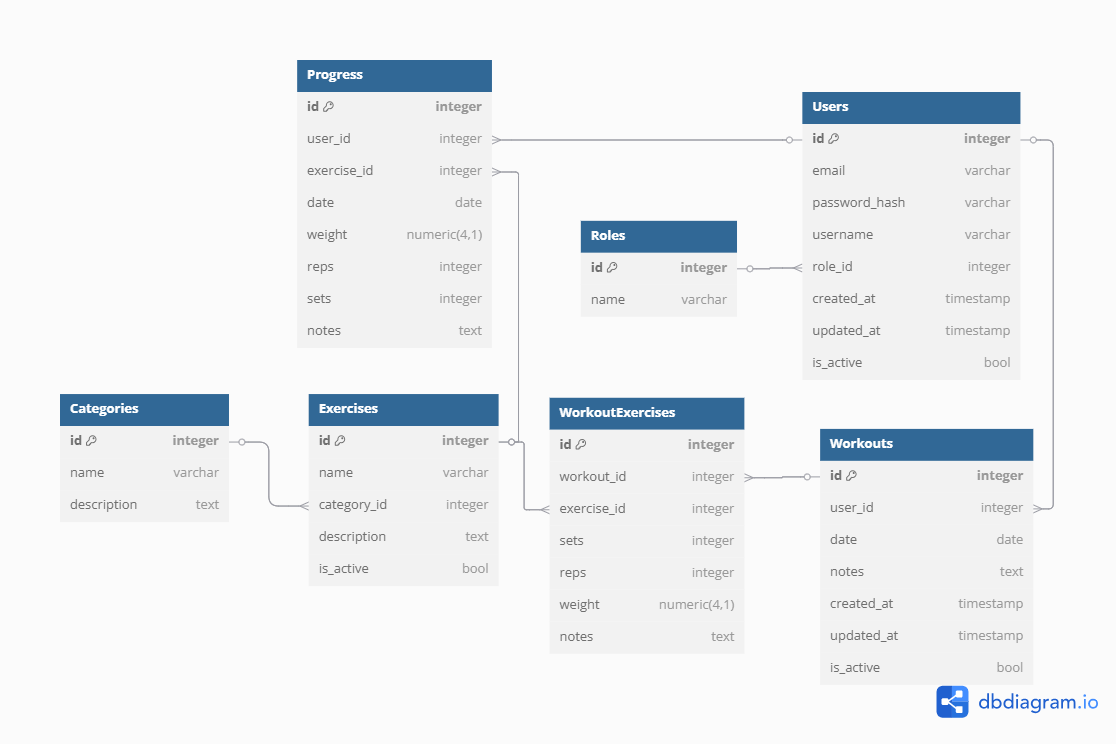 Progress
id integer
user_id integer
exercise_id integer
date date
weight numeric(4,1)
reps integer
sets integer
notes text
Users
id integer
email varchar
password_hash varchar
username varchar
role_id integer
created_at timestamp
updated_at timestamp
is_active bool
Roles
id integer
name varchar
Categories
id integer
name varchar
description text
Exercises
id integer
name varchar
category_id integer
description text
is_active bool
WorkoutExercises
id integer
workout_id integer
exercise_id integer
sets integer
reps integer
weight numeric(4,1)
notes text
Workouts
id integer
user_id integer
date date
notes text
created_at timestamp
updated_at timestamp
is_active bool
dbdiagram.io